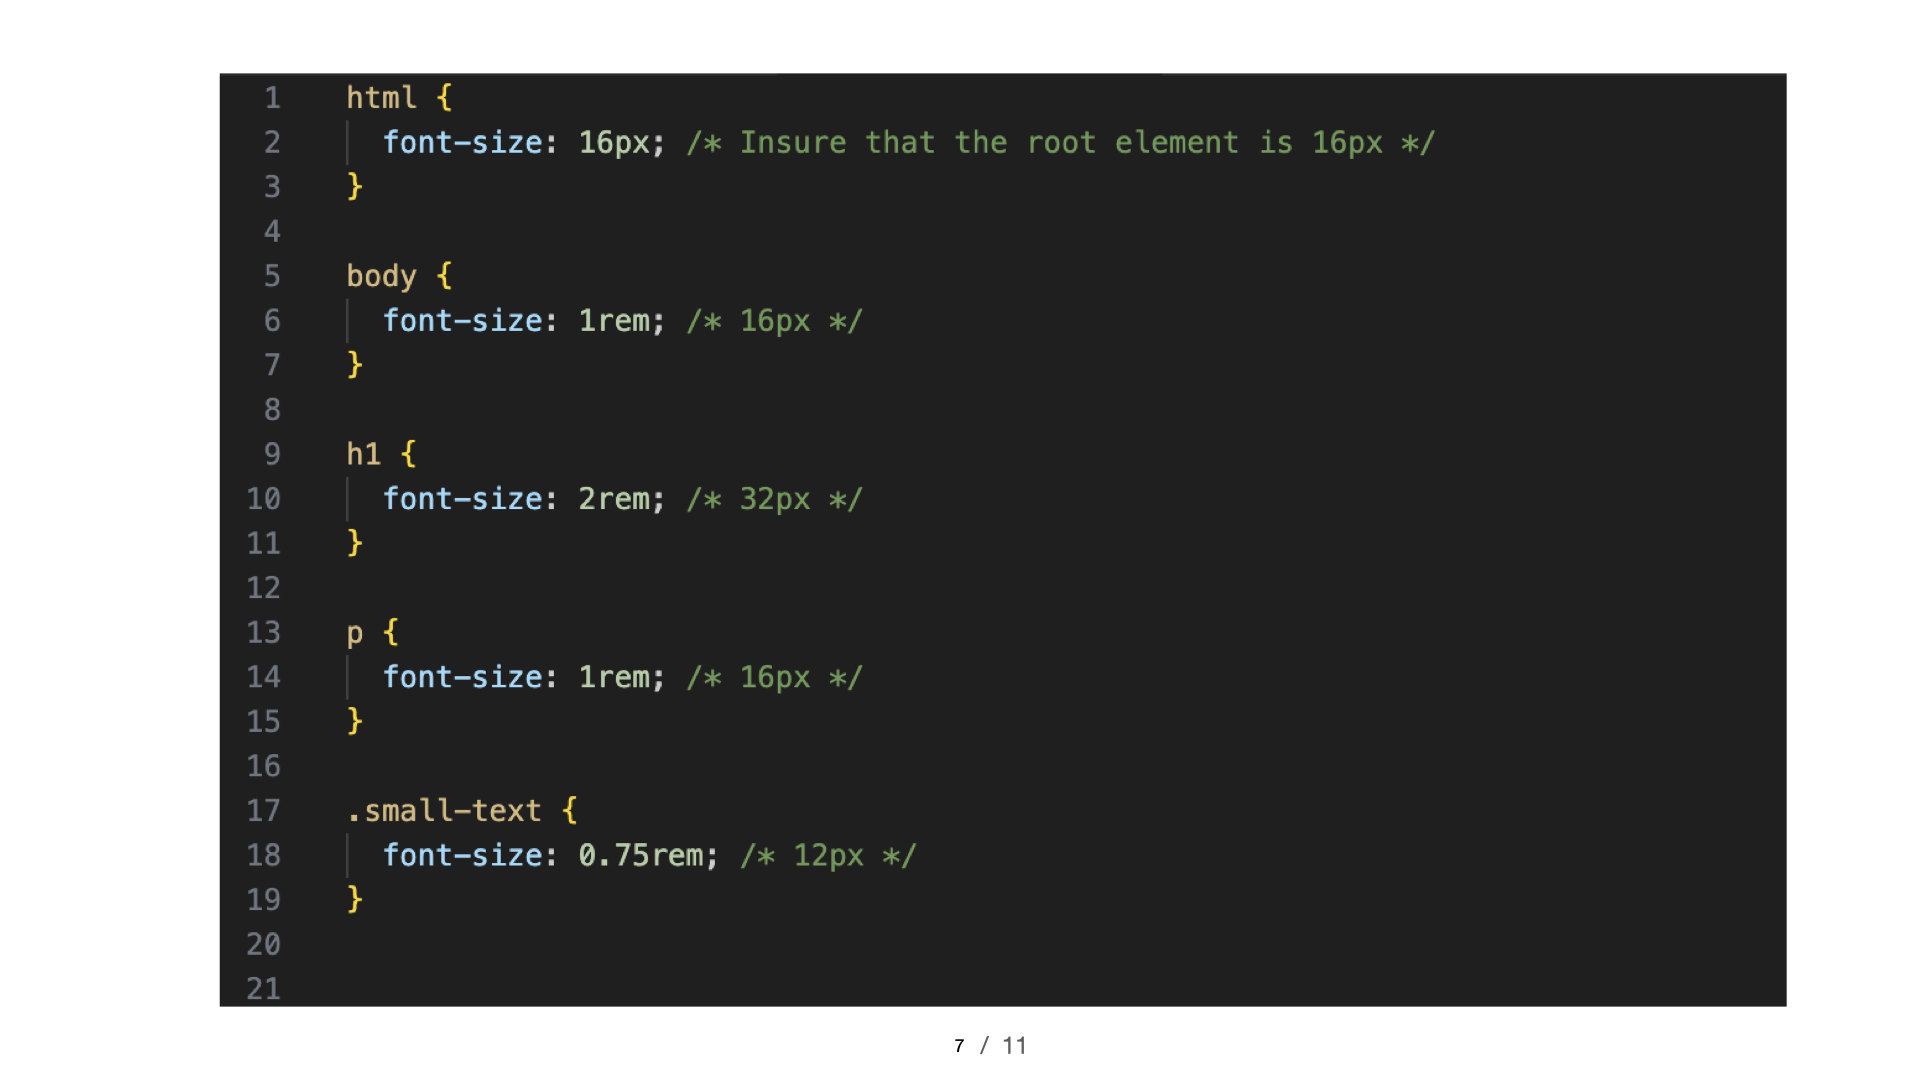 1 html {
2 font-size: 16px; /* Insure that the root element is 16px */
3 }
4
5 body {
6 font-size: 1rem; /* 16px */
7 }
8
9 h1 {
10 font-size: 2rem; /* 32px */
11 }
12
13 p {
14 font-size: 1rem; /* 16px */
15 }
16
17 .small-text {
18 font-size: 0.75rem; /* 12px */
19 }
20
21
7 / 11